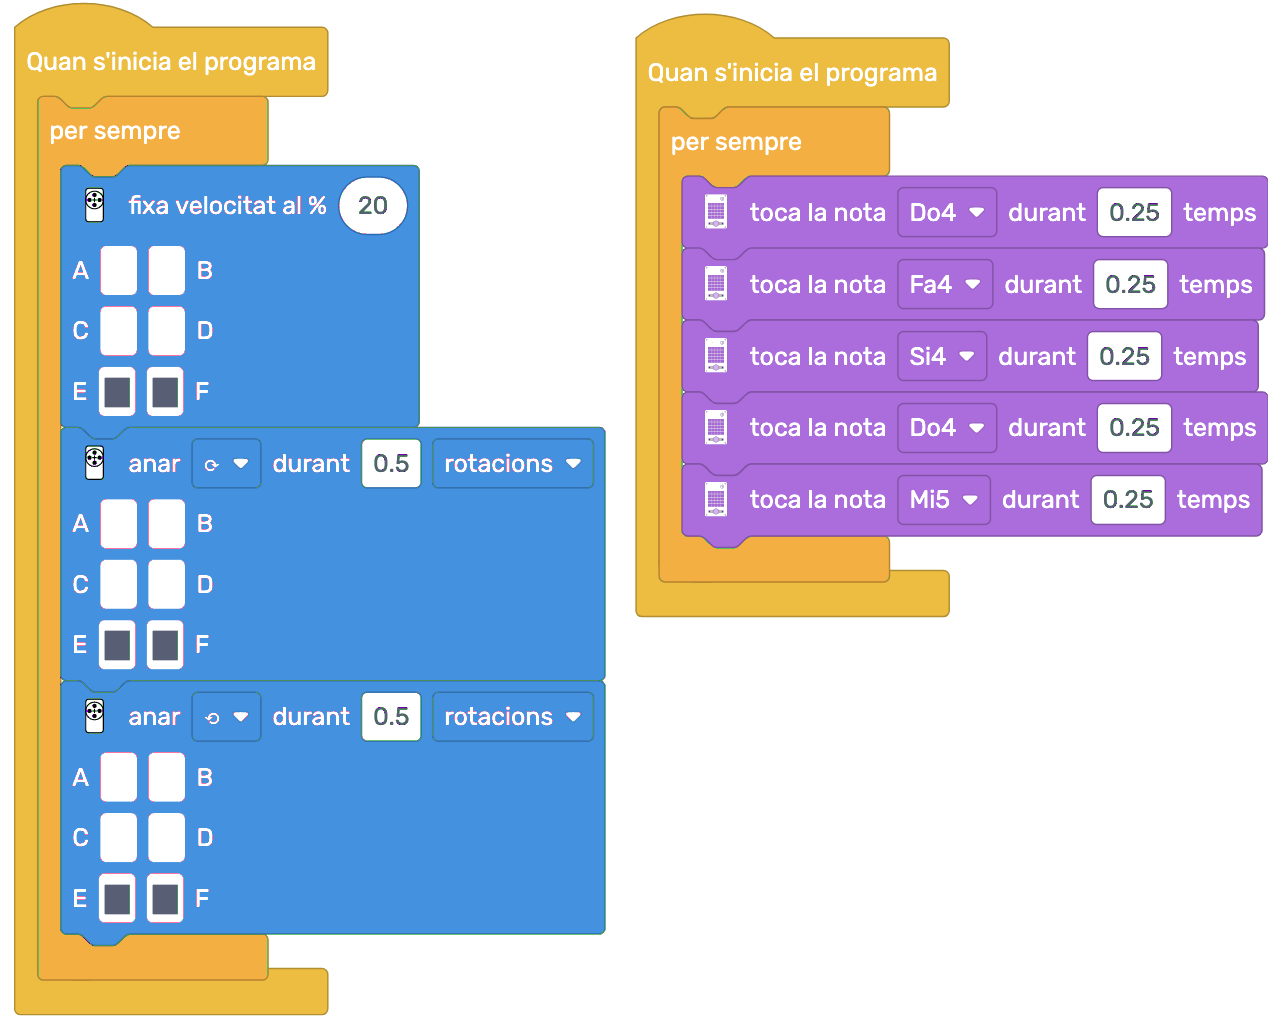 Quan s'inicia el programa
per sempre
fixa velocitat al % 20
A B
C D
E F
anar durant 0.5 rotacions
A B
C D
E F
anar durant 0.5 rotacions
A B
C D
E F
Quan s'inicia el programa
per sempre
toca la nota Do4 durant 0.25 temps
toca la nota Fa4 durant 0.25 temps
toca la nota Si4 durant 0.25 temps
toca la nota Do4 durant 0.25 temps
toca la nota Mi5 durant 0.25 temps